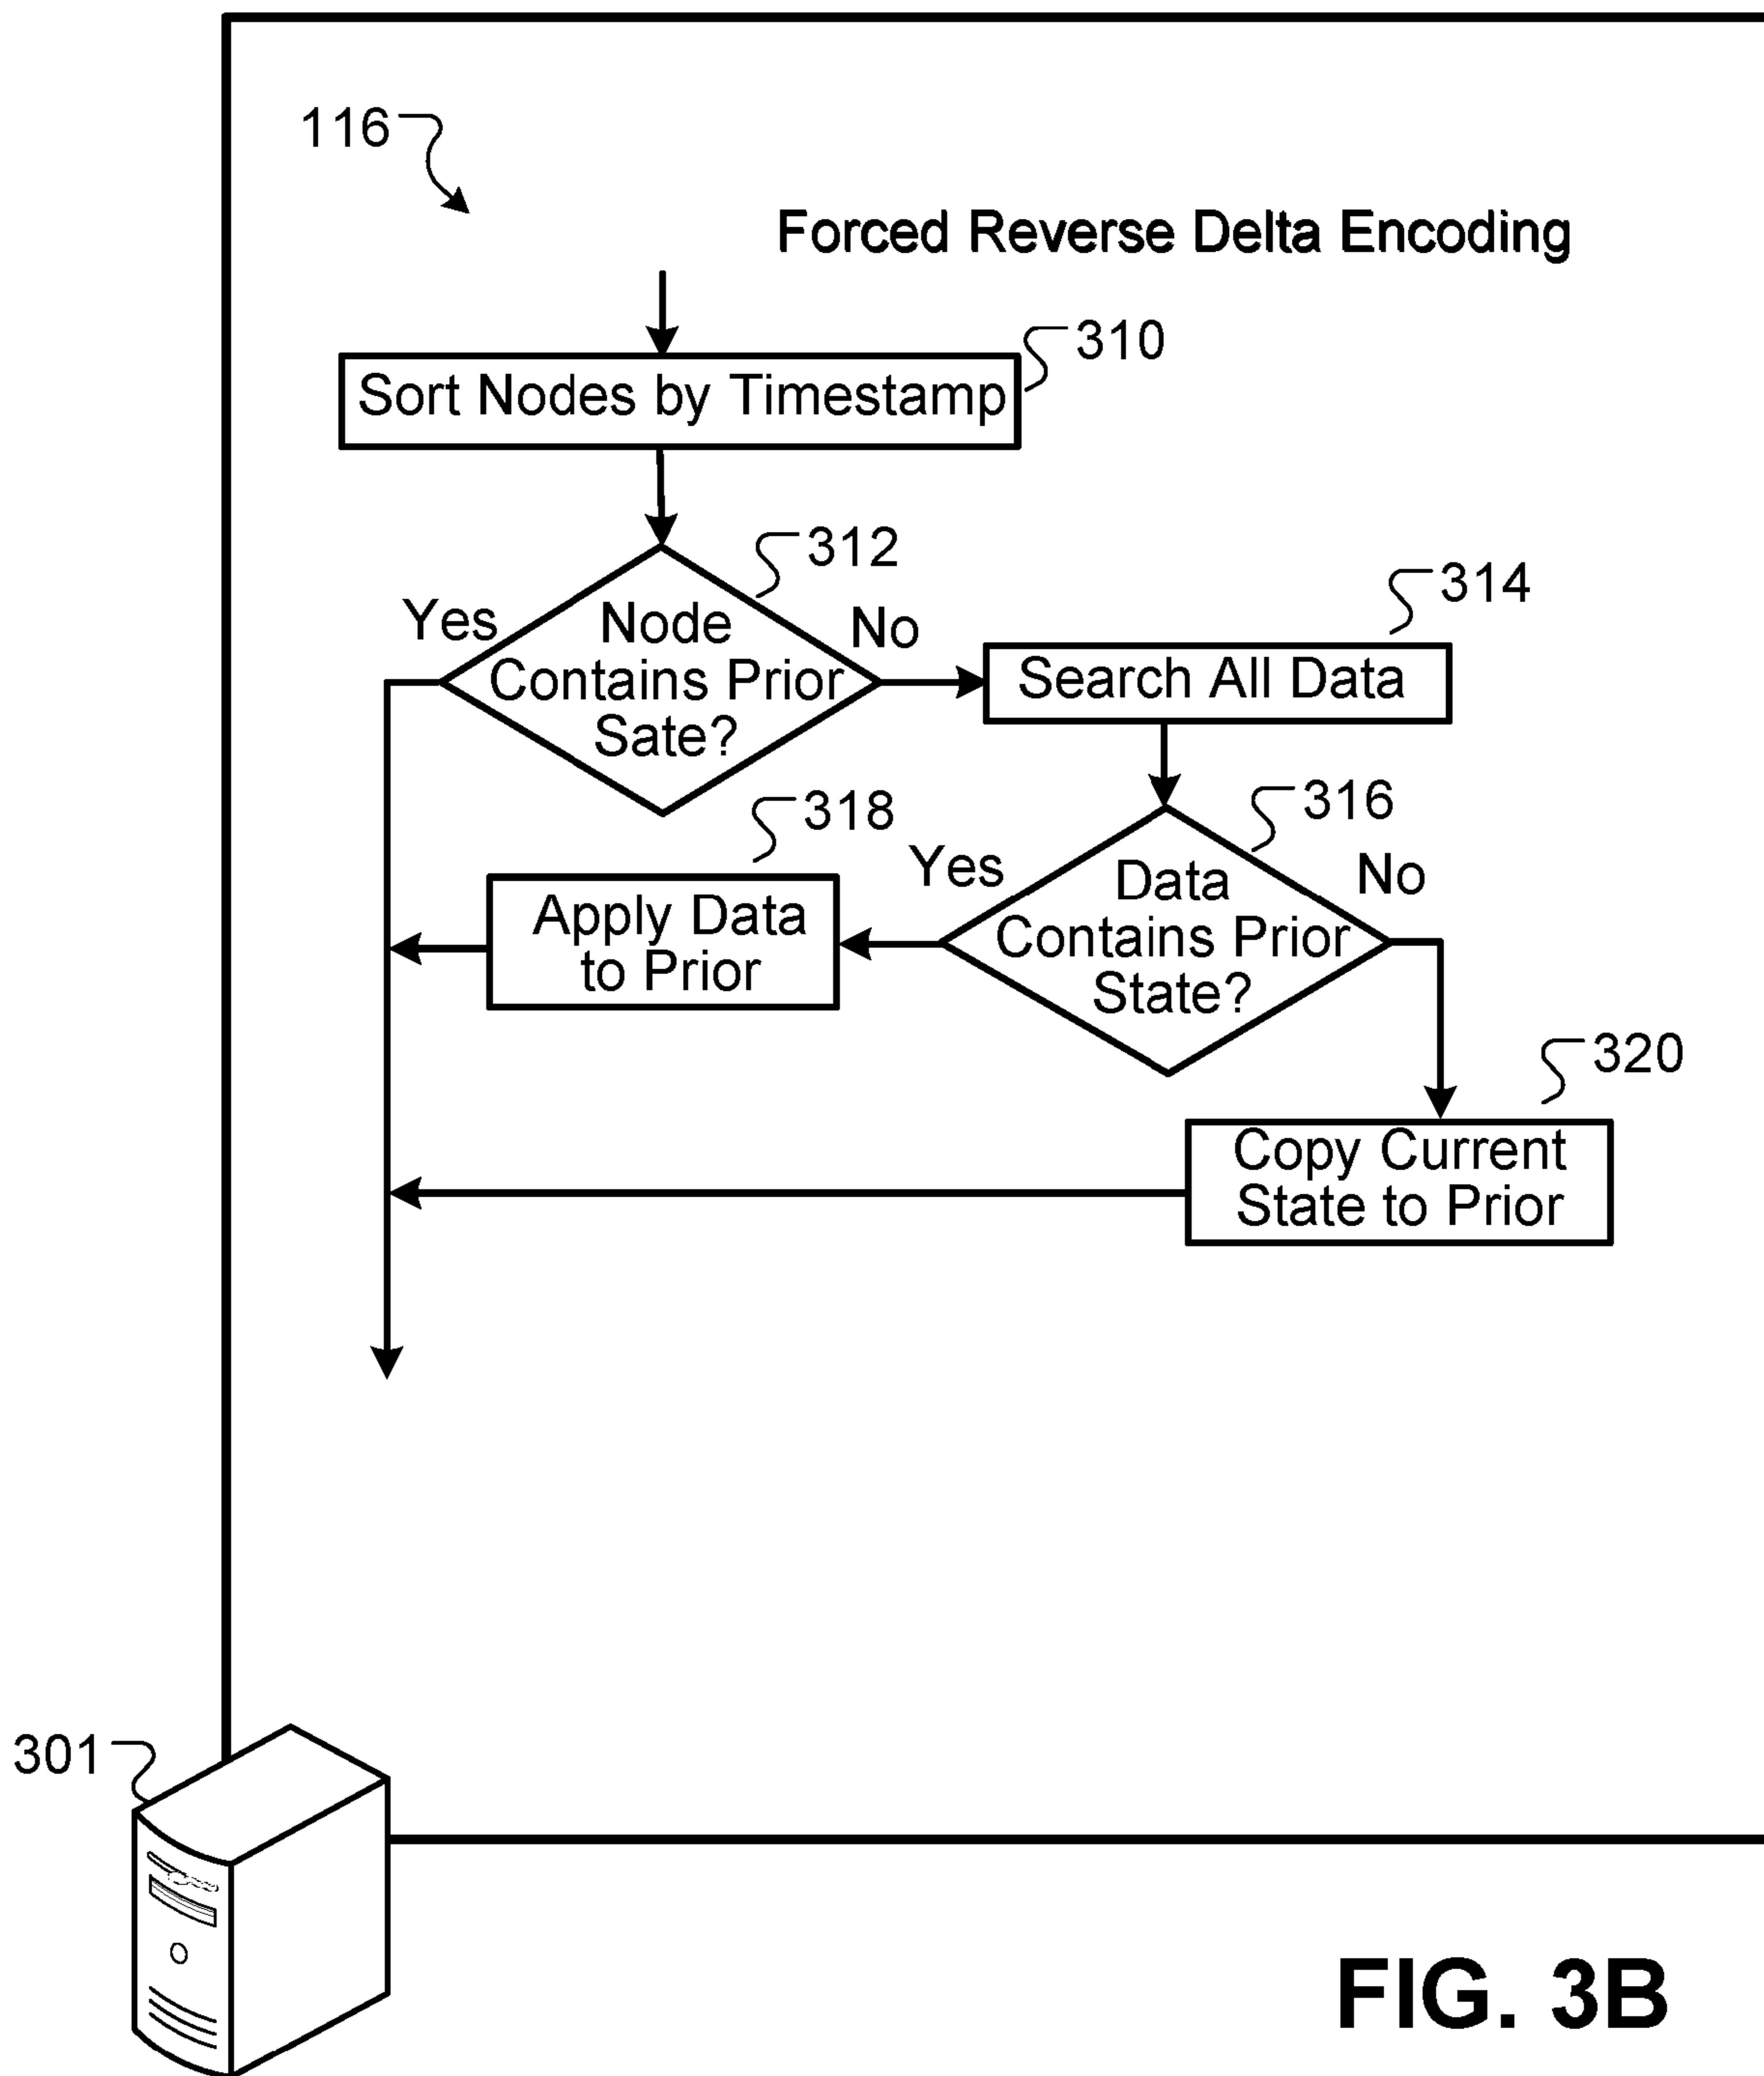 116
Forced Reverse Delta Encoding
310
Sort Nodes by Timestamp
312
Yes
Node
No
Contains Prior
Sate?
314
Search All Data
318
316
Yes
Data
No
Contains Prior
State?
Apply Data
to Prior
320
Copy Current
State to Prior
301
FIG. 3B